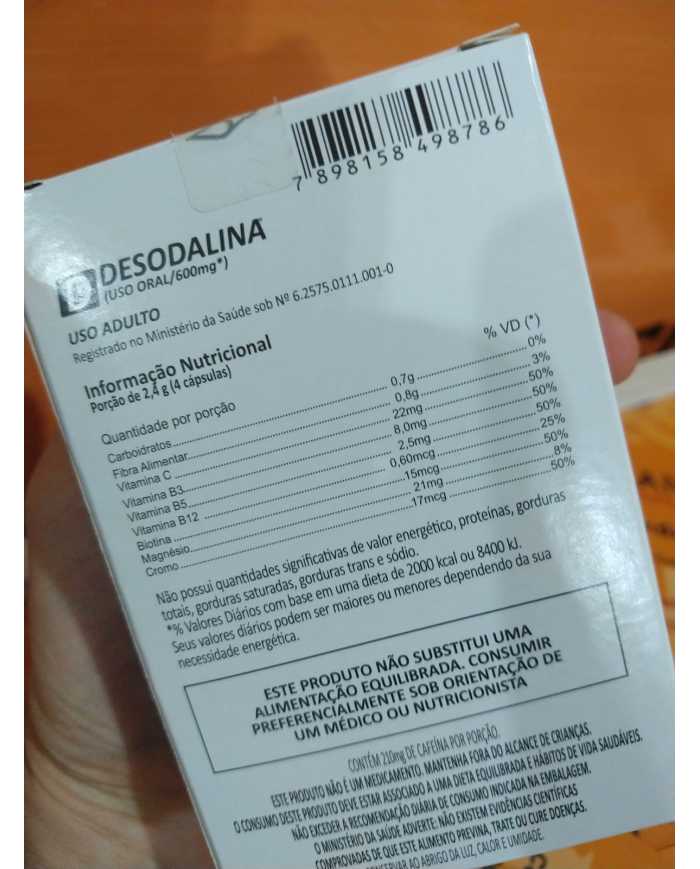 7 898158 498786
DESODALINA
(USO ORAL/600mg*)
USO ADULTO
Registrado no Ministério da Saúde sob Nº 6.2575.0111.001-0
Informação Nutricional
Porção de 2,4 g (4 cápsulas)
Quantidade por porção % VD (*)
Carboidratos 0,7g 0%
Fibra Alimentar 0,8g 3%
Vitamina C 22mg 50%
Vitamina B3 8,0mg 50%
Vitamina B5 2,5mg 50%
Vitamina B12 0,60mcg 25%
Biotina 15mcg 50%
Magnésio 21mg 8%
Cromo 17mcg 50%
Não possui quantidades significativas de valor energético, proteínas, gorduras
totais, gorduras saturadas, gorduras trans e sódio.
*% Valores Diários com base em uma dieta de 2000 kcal ou 8400 kJ.
Seus valores diários podem ser maiores ou menores dependendo da sua
necessidade energética.
ESTE PRODUTO NÃO SUBSTITUI UMA
ALIMENTAÇÃO EQUILIBRADA. CONSUMIR
PREFERENCIALMENTE SOB ORIENTAÇÃO DE
UM MÉDICO OU NUTRICIONISTA
CONTÉM 210mg DE CAFEÍNA POR PORÇÃO.
ESTE PRODUTO NÃO É UM MEDICAMENTO. MANTENHA FORA DO ALCANCE DE CRIANÇAS.
O CONSUMO DESTE PRODUTO DEVE ESTAR ASSOCIADO A UMA DIETA EQUILIBRADA E HÁBITOS DE VIDA SAUDÁVEIS.
NÃO EXCEDER A RECOMENDAÇÃO DIÁRIA DE CONSUMO INDICADA NA EMBALAGEM.
O MINISTÉRIO DA SAÚDE ADVERTE: NÃO EXISTEM EVIDÊNCIAS CIENTÍFICAS
COMPROVADAS DE QUE ESTE ALIMENTO PREVINA, TRATE OU CURE DOENÇAS.
CONSERVAR AO ABRIGO DA LUZ, CALOR E UMIDADE.